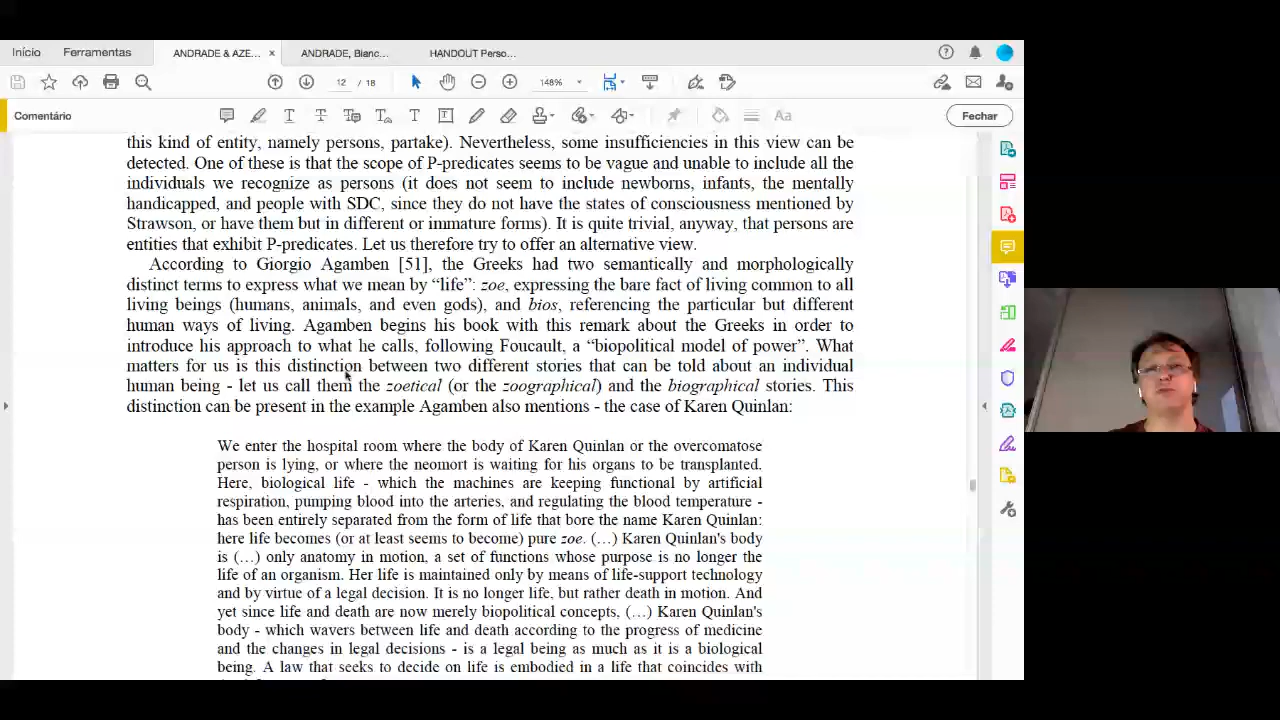 Início Ferramentas ANDRADE & AZE... × ANDRADE, Bianc... HANDOUT Perso...
12 / 18 148%
Comentário Aa Fechar
this kind of entity, namely persons, partake). Nevertheless, some insufficiencies in this view can be
detected. One of these is that the scope of P-predicates seems to be vague and unable to include all the
individuals we recognize as persons (it does not seem to include newborns, infants, the mentally
handicapped, and people with SDC, since they do not have the states of consciousness mentioned by
Strawson, or have them but in different or immature forms). It is quite trivial, anyway, that persons are
entities that exhibit P-predicates. Let us therefore try to offer an alternative view.
According to Giorgio Agamben [51], the Greeks had two semantically and morphologically
distinct terms to express what we mean by “life”: zoe, expressing the bare fact of living common to all
living beings (humans, animals, and even gods), and bios, referencing the particular but different
human ways of living. Agamben begins his book with this remark about the Greeks in order to
introduce his approach to what he calls, following Foucault, a “biopolitical model of power”. What
matters for us is this distinction between two different stories that can be told about an individual
human being - let us call them the zoetical (or the zoographical) and the biographical stories. This
distinction can be present in the example Agamben also mentions - the case of Karen Quinlan:
We enter the hospital room where the body of Karen Quinlan or the overcomatose
person is lying, or where the neomort is waiting for his organs to be transplanted.
Here, biological life - which the machines are keeping functional by artificial
respiration, pumping blood into the arteries, and regulating the blood temperature -
has been entirely separated from the form of life that bore the name Karen Quinlan:
here life becomes (or at least seems to become) pure zoe. (…) Karen Quinlan's body
is (…) only anatomy in motion, a set of functions whose purpose is no longer the
life of an organism. Her life is maintained only by means of life-support technology
and by virtue of a legal decision. It is no longer life, but rather death in motion. And
yet since life and death are now merely biopolitical concepts, (…) Karen Quinlan's
body - which wavers between life and death according to the progress of medicine
and the changes in legal decisions - is a legal being as much as it is a biological
being. A law that seeks to decide on life is embodied in a life that coincides with